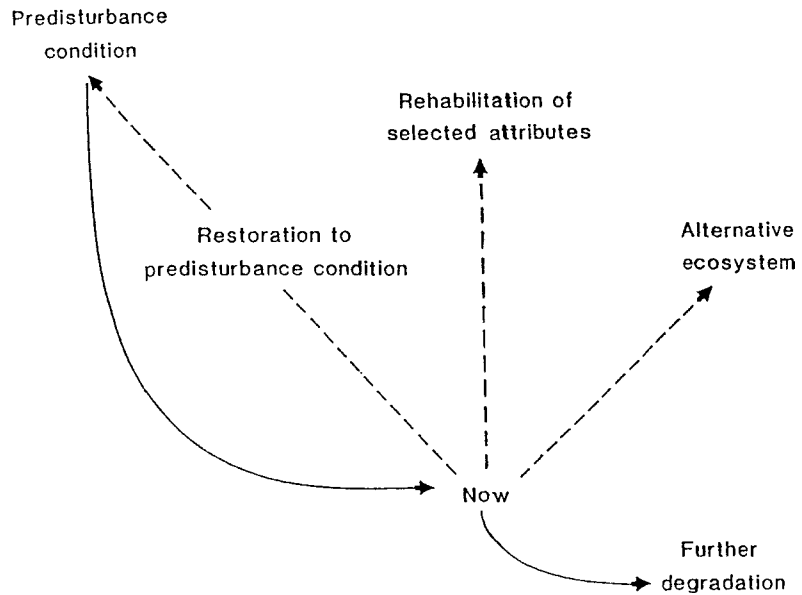 Predisturbance
condition
Rehabilitation of
selected attributes
Restoration to
predisturbance condition
Alternative
ecosystem
Now
Further
degradation